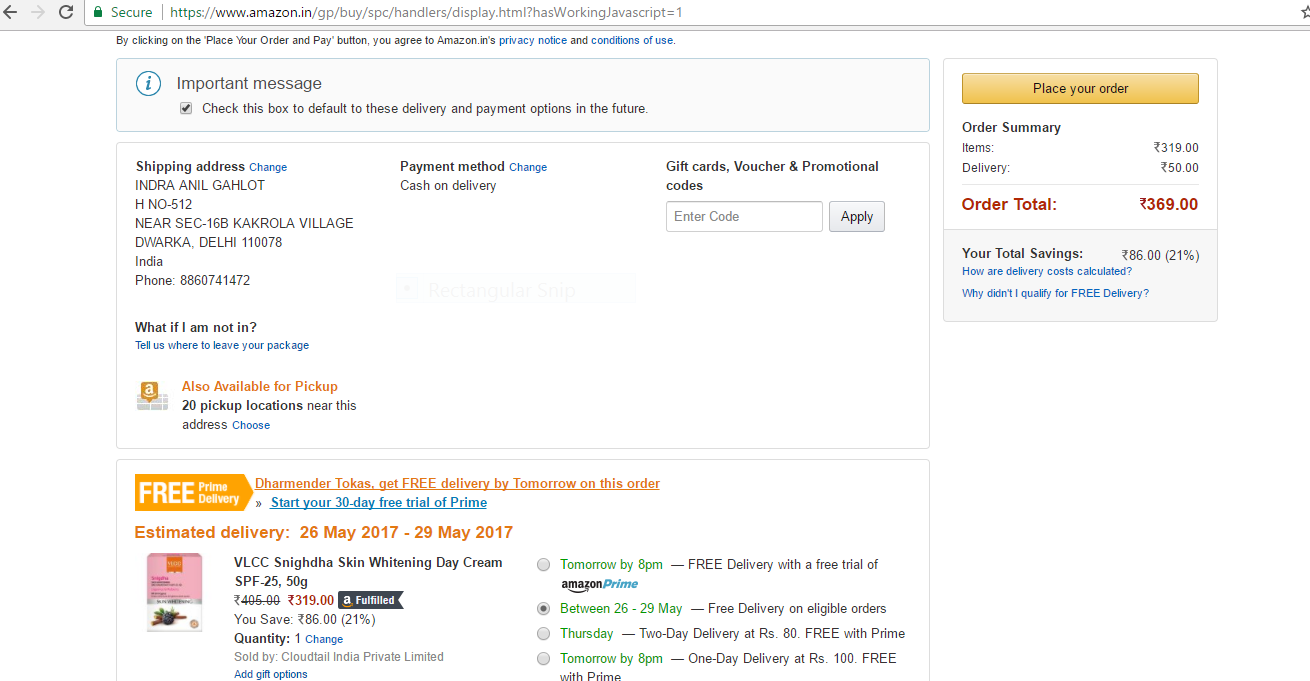 Secure https://www.amazon.in/gp/buy/spc/handlers/display.html?hasWorkingJavascript=1
By clicking on the 'Place Your Order and Pay' button, you agree to Amazon.in's privacy notice and conditions of use.
Important message
Check this box to default to these delivery and payment options in the future.
Shipping address Change
INDRA ANIL GAHLOT
H NO-512
NEAR SEC-16B KAKROLA VILLAGE
DWARKA, DELHI 110078
India
Phone: 8860741472
What if I am not in?
Tell us where to leave your package
Also Available for Pickup
20 pickup locations near this
address Choose
Payment method Change
Cash on delivery
Rectangular Snip
Gift cards, Voucher & Promotional
codes
Enter Code Apply
Place your order
Order Summary
Items: ₹319.00
Delivery: ₹50.00
Order Total: ₹369.00
Your Total Savings: ₹86.00 (21%)
How are delivery costs calculated?
Why didn't I qualify for FREE Delivery?
FREE Prime Delivery
Dharmender Tokas, get FREE delivery by Tomorrow on this order
» Start your 30-day free trial of Prime
Estimated delivery: 26 May 2017 - 29 May 2017
VLCC Snighdha Skin Whitening Day Cream
SPF-25, 50g
₹405.00 ₹319.00 a Fulfilled
You Save: ₹86.00 (21%)
Quantity: 1 Change
Sold by: Cloudtail India Private Limited
Add gift options
Tomorrow by 8pm — FREE Delivery with a free trial of
amazonPrime
Between 26 - 29 May — Free Delivery on eligible orders
Thursday — Two-Day Delivery at Rs. 80. FREE with Prime
Tomorrow by 8pm — One-Day Delivery at Rs. 100. FREE
with Prime